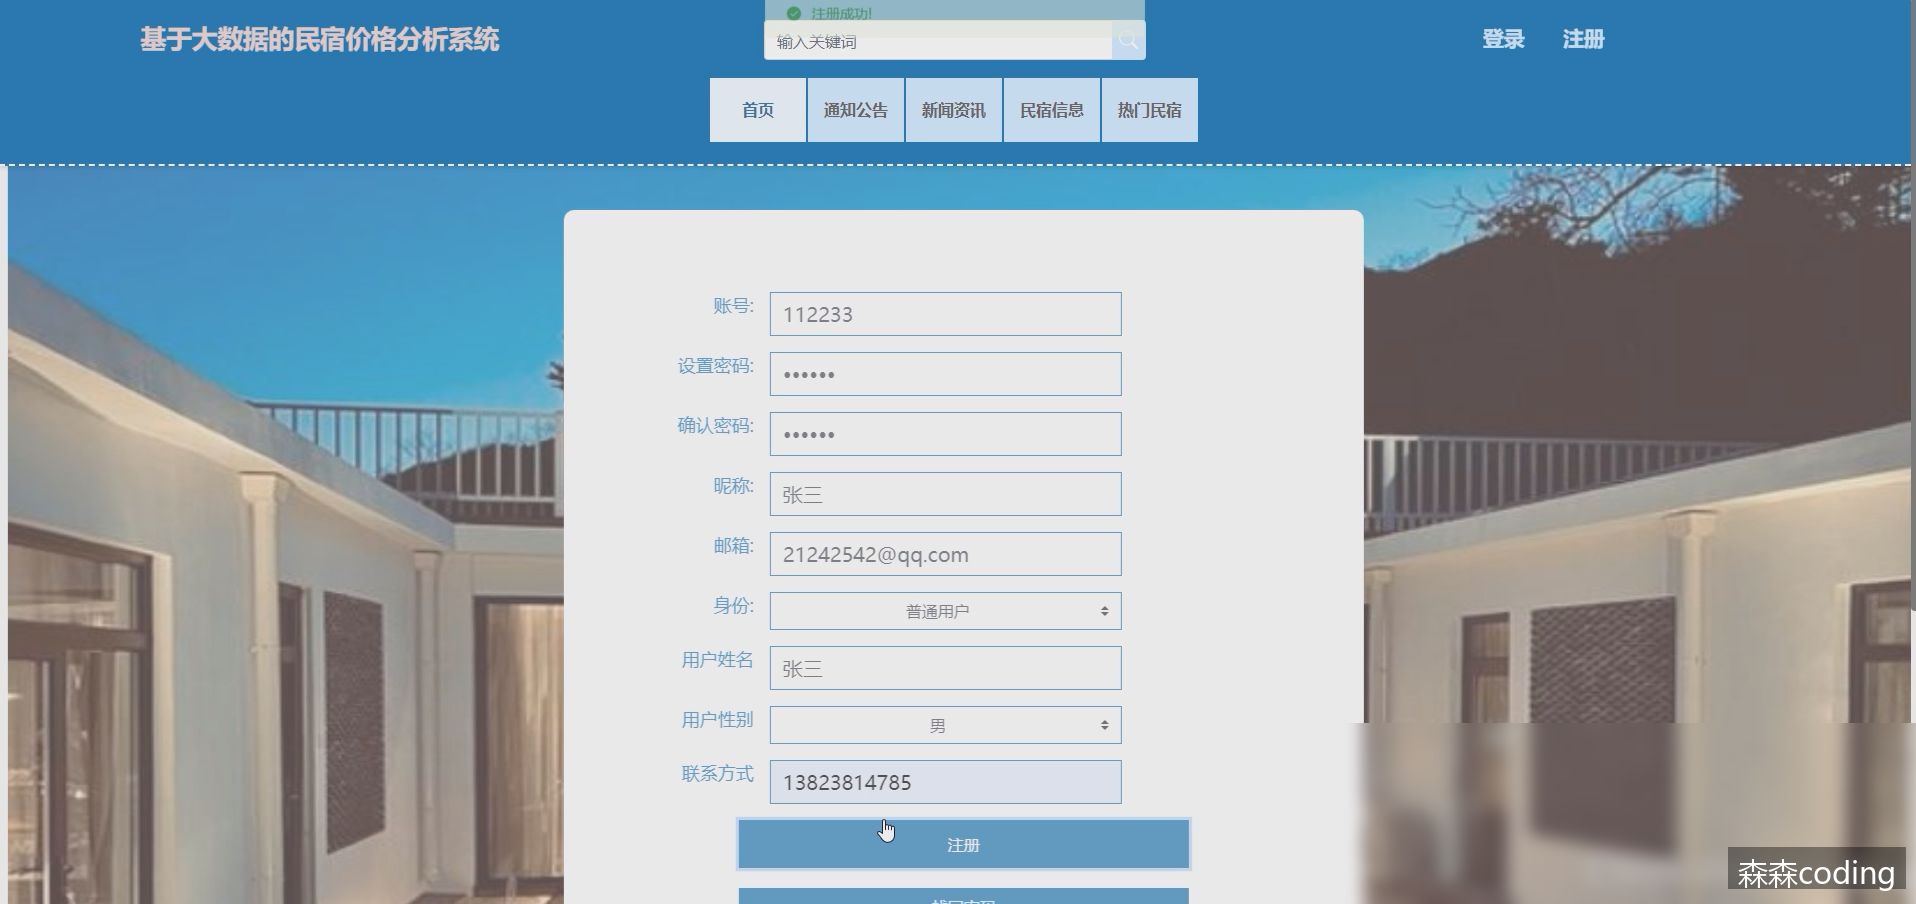 注册成功!
基于大数据的民宿价格分析系统
输入关键词
登录 注册
首页 通知公告 新闻资讯 民宿信息 热门民宿
账号: 112233
设置密码: ••••••
确认密码: ••••••
昵称: 张三
邮箱: 21242542@qq.com
身份: 普通用户
用户姓名 张三
用户性别 男
联系方式 13823814785
注册
森森coding